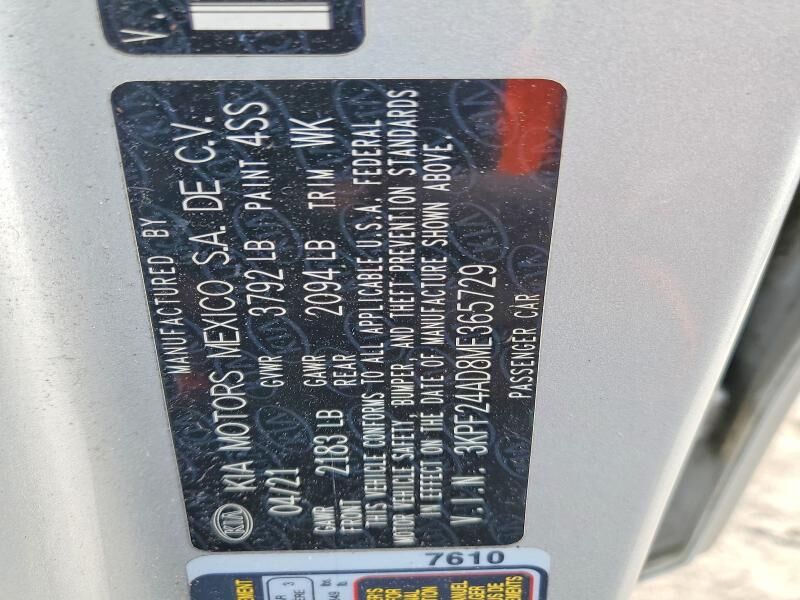 V.
MANUFACTURED BY
KIA KIA MOTORS MEXICO S.A. DE C.V.
04/21 GVWR 3792 LB PAINT 4SS
GAWR FRONT 2183 LB GAWR REAR 2094 LB TRIM WK
THIS VEHICLE CONFORMS TO ALL APPLICABLE U.S.A. FEDERAL
MOTOR VEHICLE SAFETY, BUMPER, AND THEFT PREVENTION STANDARDS
IN EFFECT ON THE DATE OF MANUFACTURE SHOWN ABOVE.
V.I.N. 3KPF24AD8ME365729
PASSENGER CAR
7610